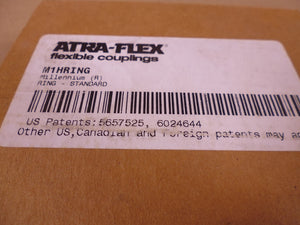 ATRA-FLEX®
flexible couplings
M1HRING
Millennium (R)
RING - STANDARD
US Patents:5657525, 6024644
Other US,Canadian and Foreign patents may